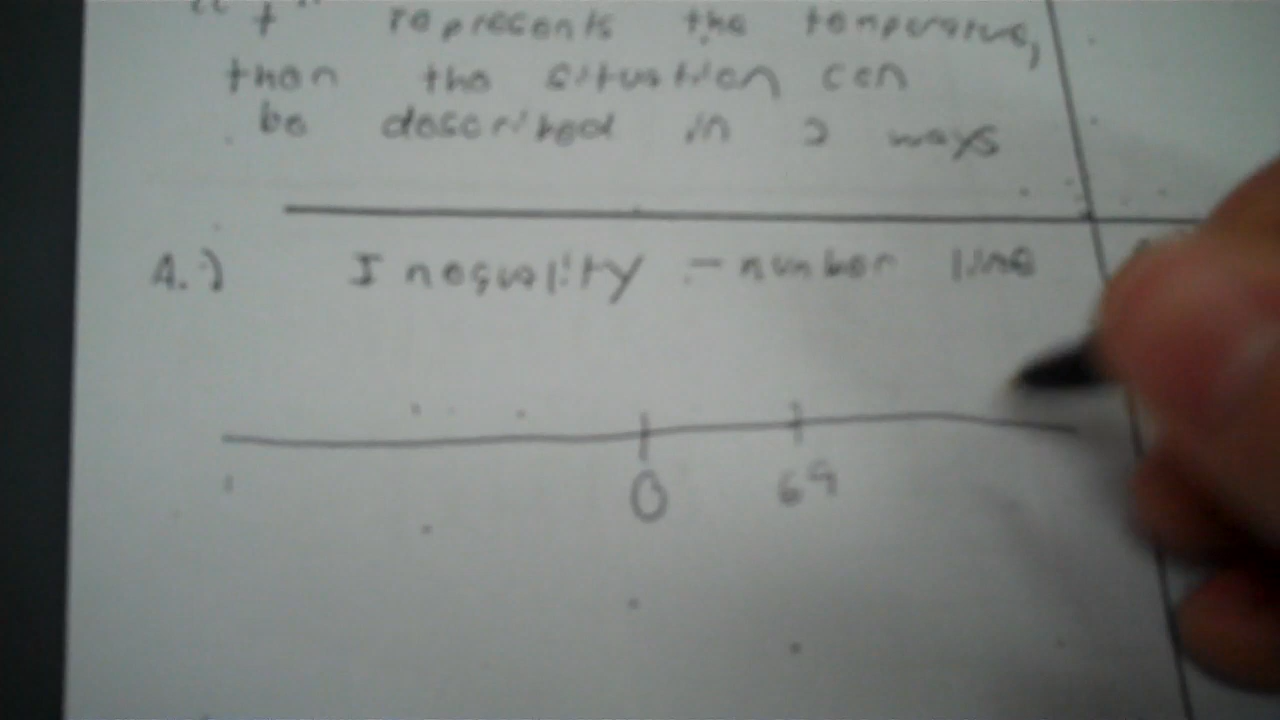 "t" represents the temperature,
then the situation can
be described in 2 ways
A.) Inequality - number line
0 69